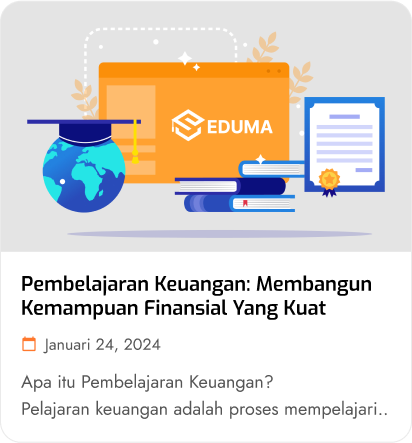 EDUMA
Pembelajaran Keuangan: Membangun
Kemampuan Finansial Yang Kuat
Januari 24, 2024
Apa itu Pembelajaran Keuangan?
Pelajaran keuangan adalah proses mempelajari..